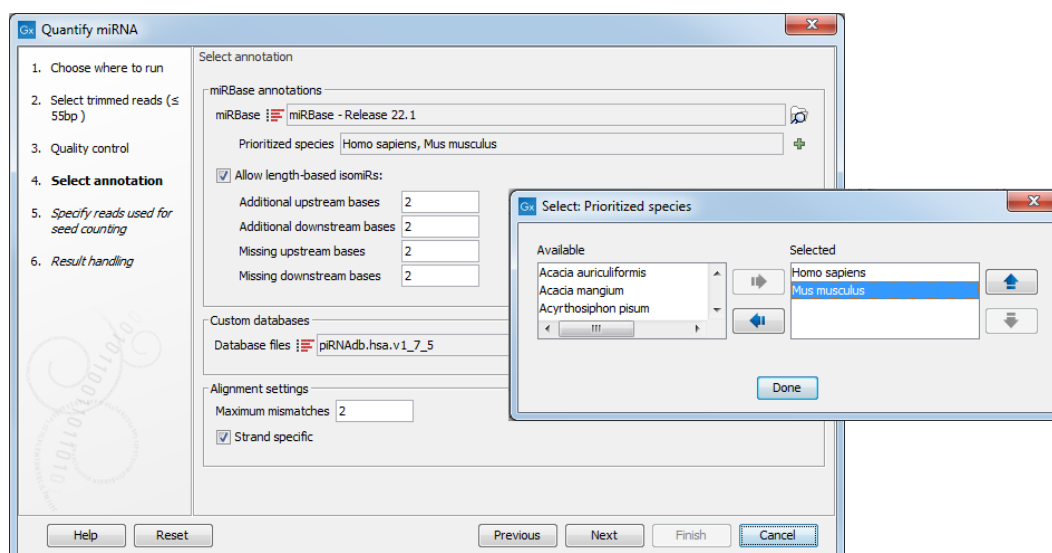 Gx Quantify miRNA
1. Choose where to run
2. Select trimmed reads (≤
55bp )
3. Quality control
4. Select annotation
5. Specify reads used for
seed counting
6. Result handling
Select annotation
miRBase annotations
miRBase miRBase - Release 22.1
Prioritized species Homo sapiens, Mus musculus
Allow length-based isomiRs:
Additional upstream bases 2
Additional downstream bases 2
Missing upstream bases 2
Missing downstream bases 2
Custom databases
Database files piRNAdb.hsa.v1_7_5
Alignment settings
Maximum mismatches 2
Strand specific
Help Reset Previous Next Finish Cancel
Gx Select: Prioritized species
Available
Acacia auriculiformis
Acacia mangium
Acyrthosiphon pisum
Selected
Homo sapiens
Mus musculus
Done